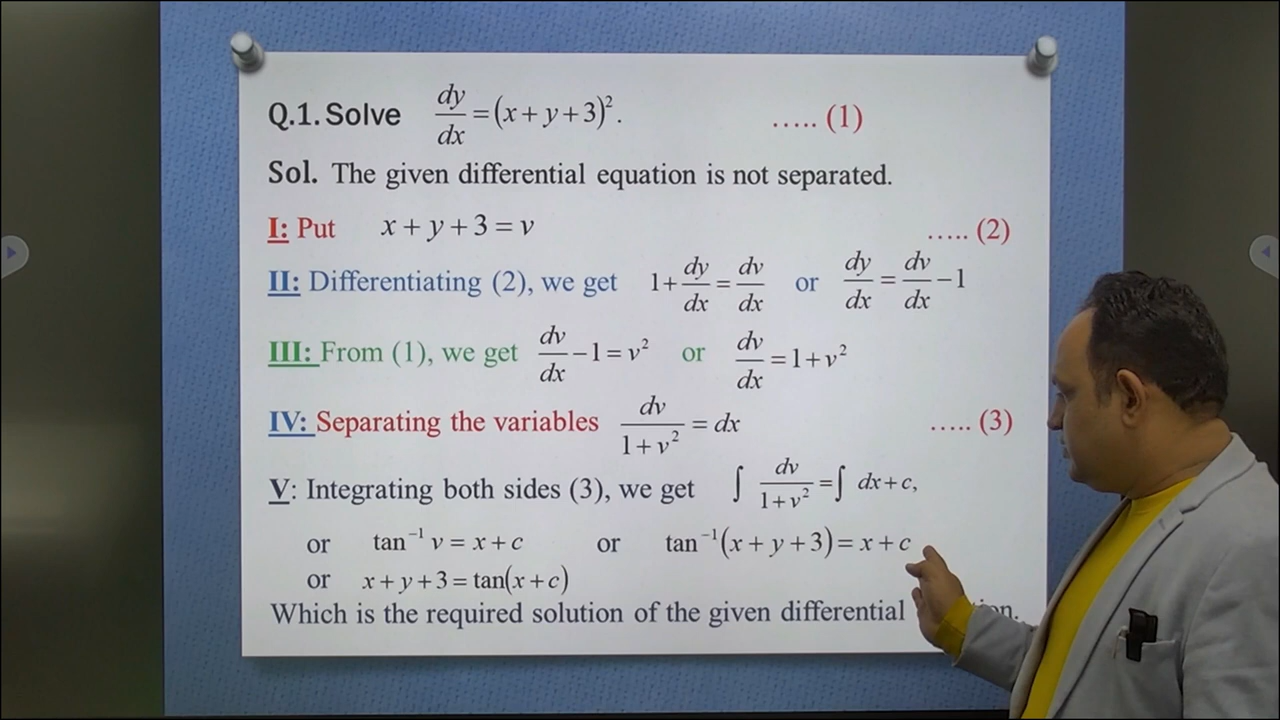 Q.1. Solve dy/dx = (x + y + 3)². ..... (1)
Sol. The given differential equation is not separated.
I: Put x + y + 3 = v ..... (2)
II: Differentiating (2), we get 1 + dy/dx = dv/dx or dy/dx = dv/dx − 1
III: From (1), we get dv/dx − 1 = v² or dv/dx = 1 + v²
IV: Separating the variables dv/(1 + v²) = dx ..... (3)
V: Integrating both sides (3), we get ∫ dv/(1 + v²) = ∫ dx + c,
or tan⁻¹ v = x + c or tan⁻¹(x + y + 3) = x + c
or x + y + 3 = tan(x + c)
Which is the required solution of the given differential